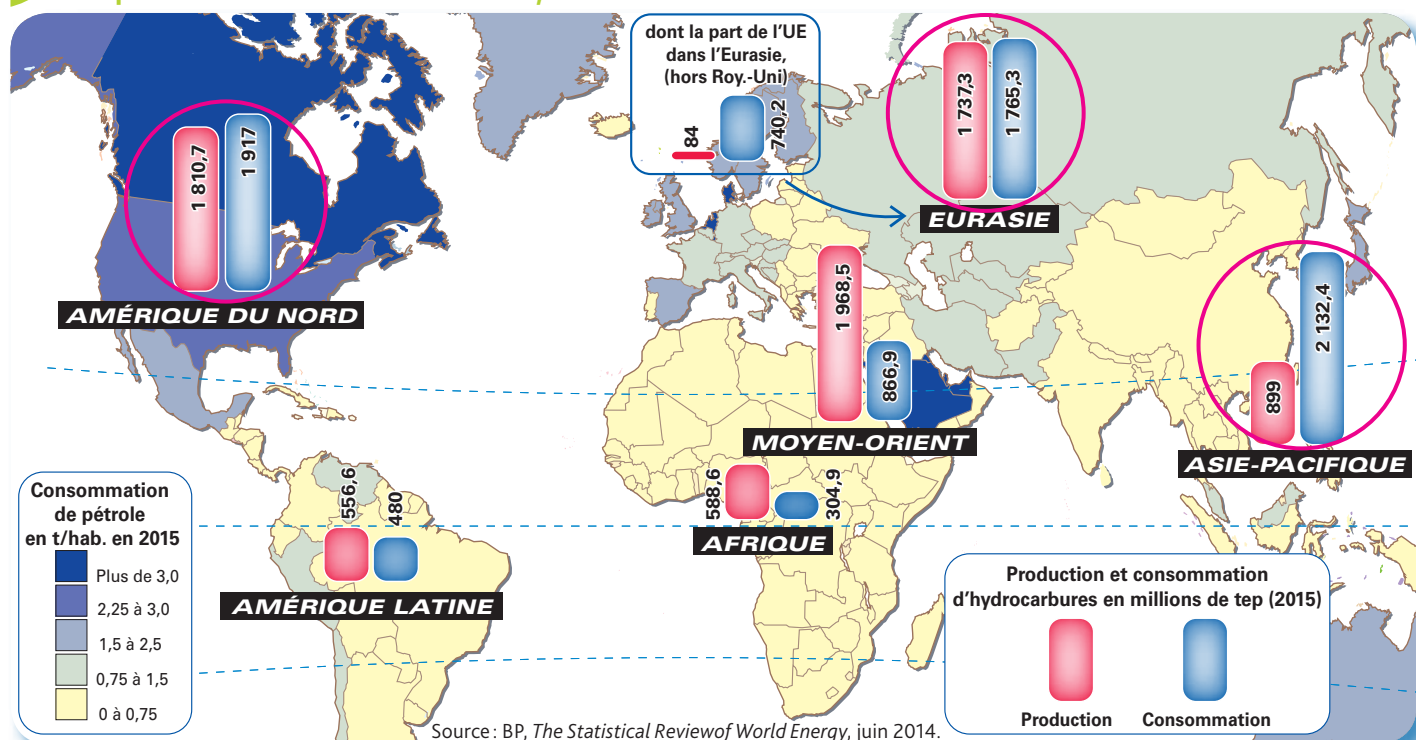 dont la part de l'UE
dans l'Eurasie,
(hors Roy.-Uni)
84
740,2
1 737,3
1 765,3
EURASIE
1 810,7
1 917
AMÉRIQUE DU NORD
1 968,5
866,9
MOYEN-ORIENT
899
2 132,4
ASIE-PACIFIQUE
588,6
304,9
AFRIQUE
556,6
480
AMÉRIQUE LATINE
Consommation
de pétrole
en t/hab. en 2015
Plus de 3,0
2,25 à 3,0
1,5 à 2,5
0,75 à 1,5
0 à 0,75
Production et consommation
d'hydrocarbures en millions de tep (2015)
Production Consommation
Source : BP, The Statistical Reviewof World Energy, juin 2014.